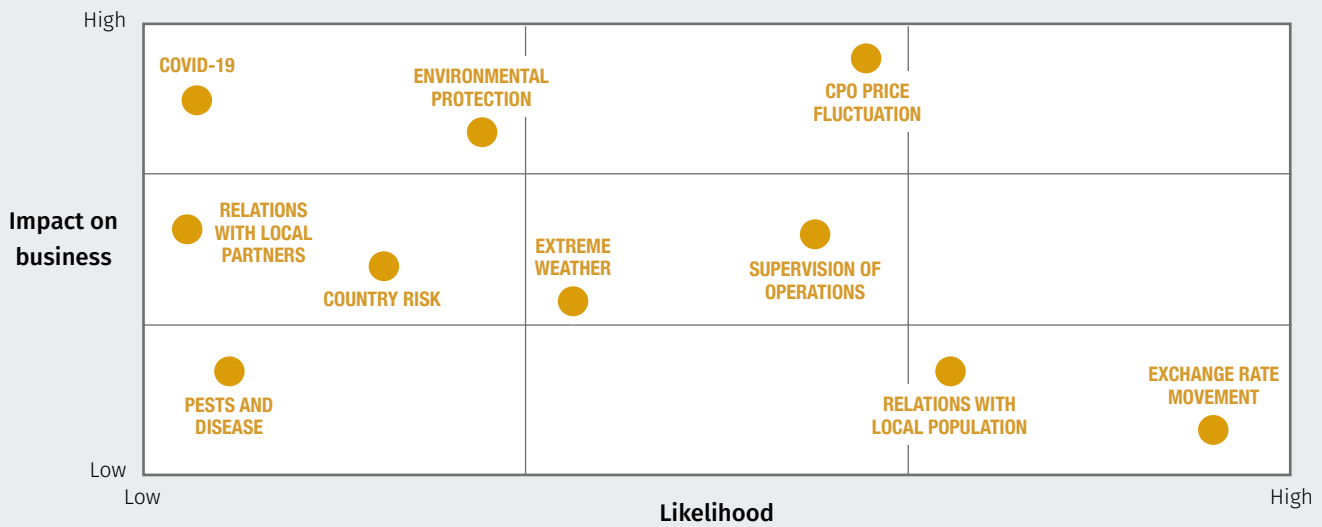 High
COVID-19
ENVIRONMENTAL
PROTECTION
CPO PRICE
FLUCTUATION
Impact on
business
RELATIONS
WITH LOCAL
PARTNERS
COUNTRY RISK
EXTREME
WEATHER
SUPERVISION OF
OPERATIONS
PESTS AND
DISEASE
RELATIONS WITH
LOCAL POPULATION
EXCHANGE RATE
MOVEMENT
Low
Low
Likelihood
High